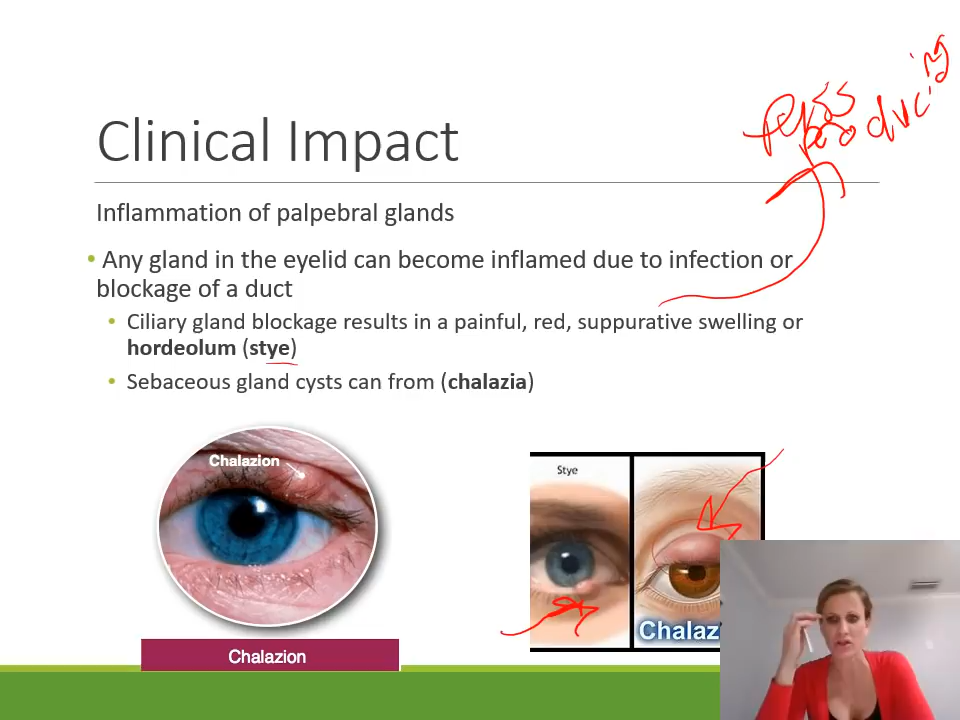 Clinical Impact
producing
Inflammation of palpebral glands
• Any gland in the eyelid can become inflamed due to infection or
blockage of a duct
• Ciliary gland blockage results in a painful, red, suppurative swelling or
hordeolum (stye)
• Sebaceous gland cysts can from (chalazia)
Chalazion
Stye
Chalaz
Chalazion